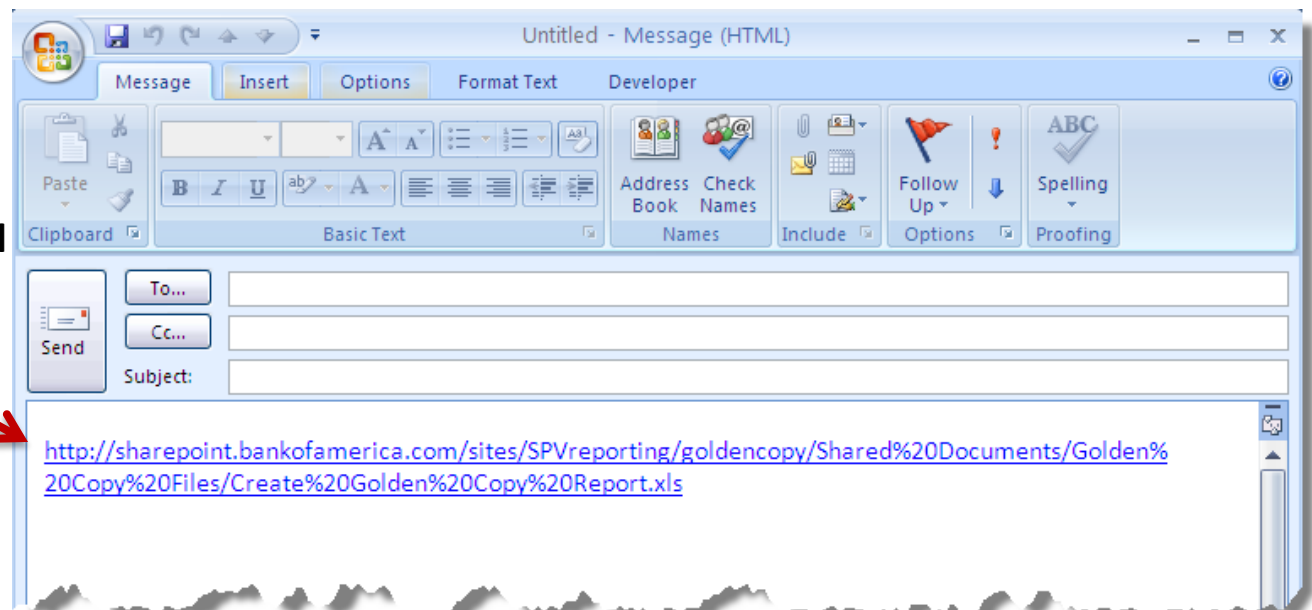 Untitled - Message (HTML)
Message Insert Options Format Text Developer
Paste
Clipboard
A A
B I U ab A
Basic Text
Address Book
Check Names
Names
Include
Follow Up
Options
ABC
Spelling
Proofing
Send
To...
Cc...
Subject:
http://sharepoint.bankofamerica.com/sites/SPVreporting/goldencopy/Shared%20Documents/Golden%
20Copy%20Files/Create%20Golden%20Copy%20Report.xls